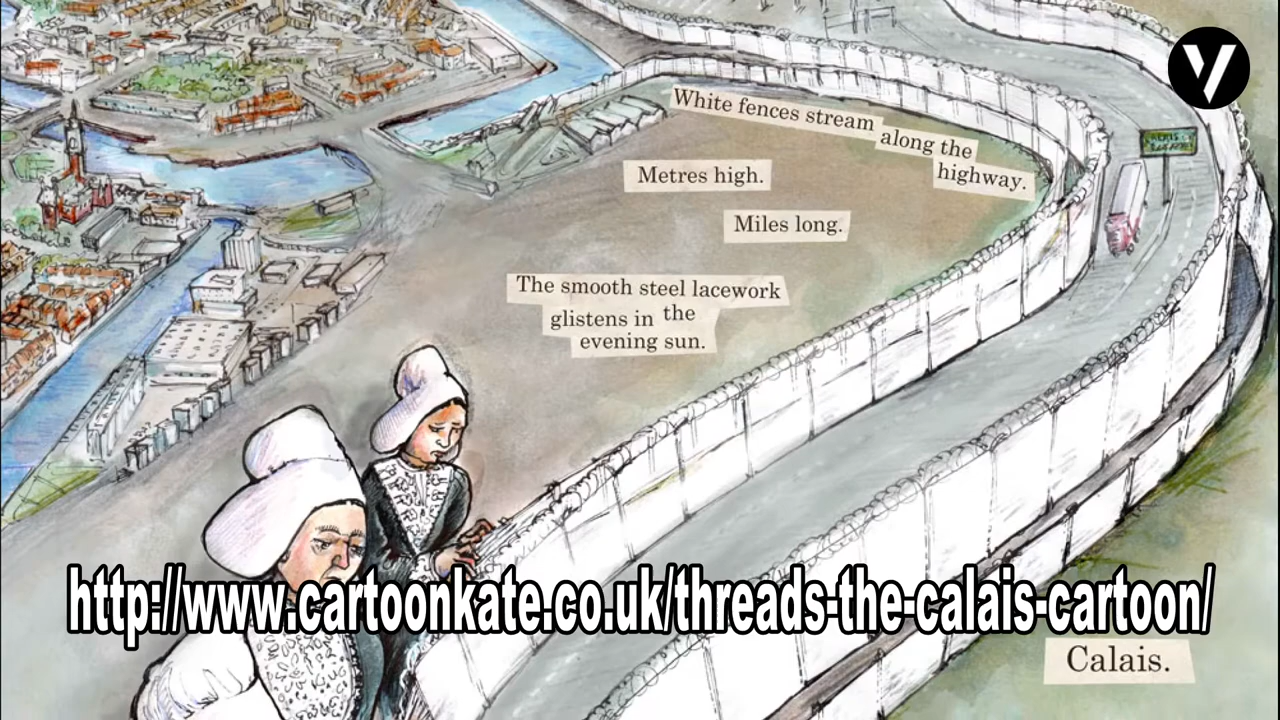 White fences stream
along the
highway.
Metres high.
Miles long.
The smooth steel lacework
glistens in the
evening sun.
http://www.cartoonkate.co.uk/threads-the-calais-cartoon/
Calais.